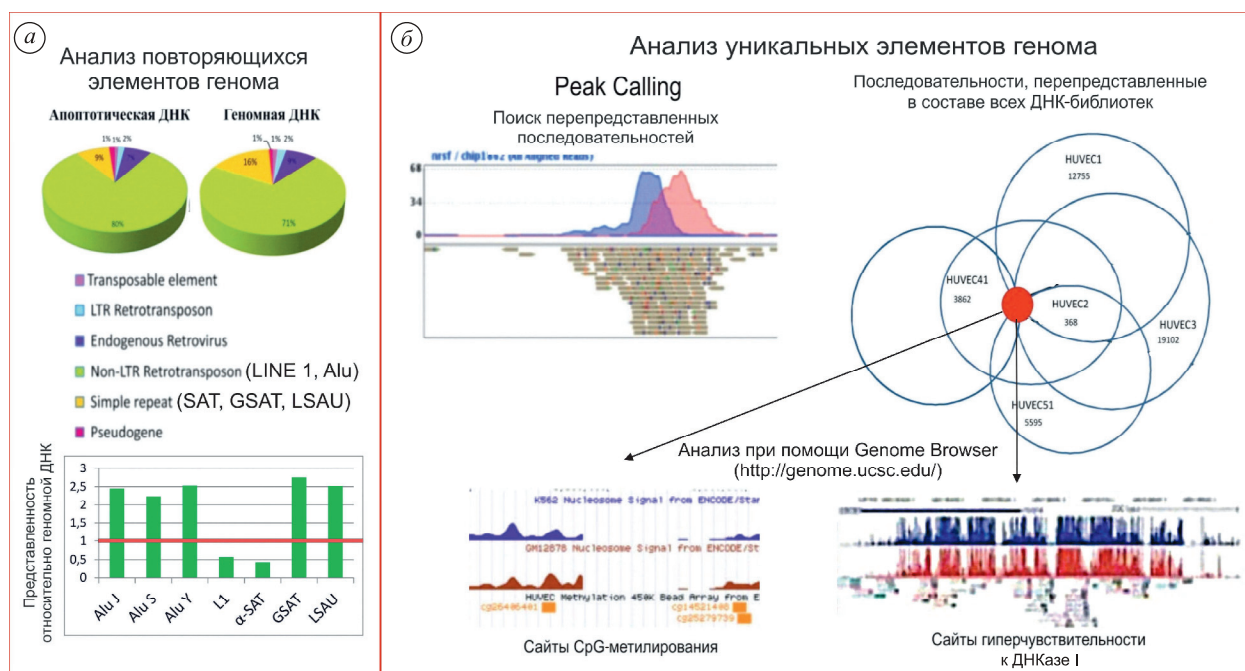 а
Анализ повторяющихся
элементов генома
Апоптотическая ДНК
Геномная ДНК
1% 1% 2%
9%
7%
80%
1% 1% 2%
16%
71%
Transposable element
LTR Retrotransposon
Endogenous Retrovirus
Non-LTR Retrotransposon (LINE 1, Alu)
Simple repeat (SAT, GSAT, LSAU)
Pseudogene
Представленность
относительно геномной ДНК
3
2,5
2
1,5
1
0,5
0
Alu J
Alu S
Alu Y
L1
α-SAT
GSAT
LSAU
б
Анализ уникальных элементов генома
Peak Calling
Поиск перепредставленных
последовательностей
68
34
0
Последовательности, перепредставленные
в составе всех ДНК-библиотек
HUVEC1
12755
HUVEC41
3862
HUVEC2
368
HUVEC3
19102
HUVEC51
5595
Анализ при помощи Genome Browser
(http://genome.ucsc.edu/)
K562 Nucleosome Signal from ENCODE/Star
GM12878 Nucleosome Signal from ENCODE/St
HUVEC Methylation 450K Bead Array from E
cg26406401
cg14521400
cg25279739
Сайты CpG-метилирования
Сайты гиперчувствительности
к ДНКазе I